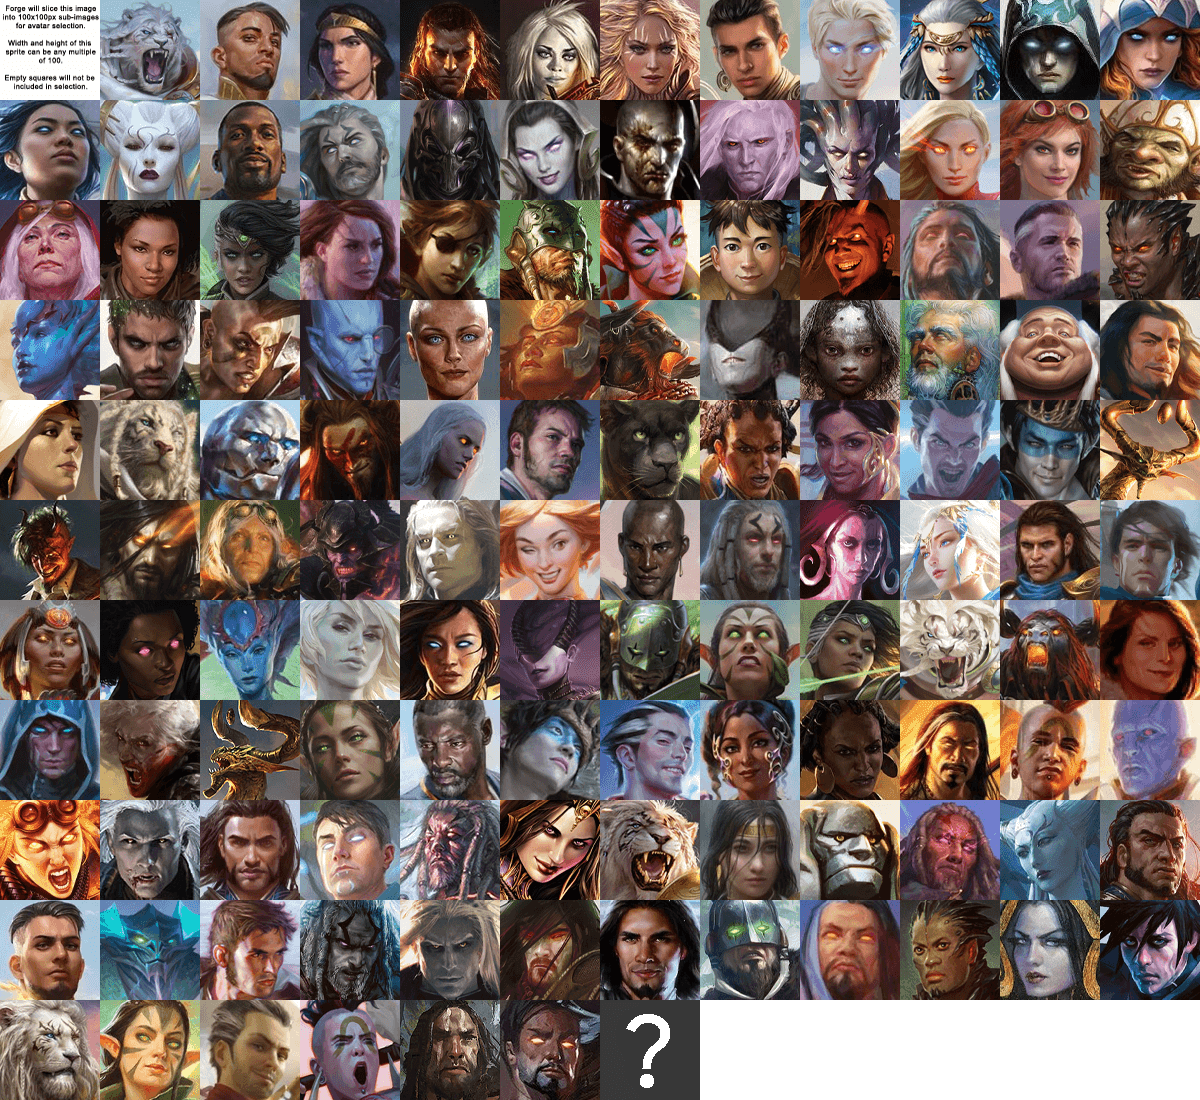 Forge will slice this image
into 100x100px sub-images
for avatar selection.
Width and height of this
sprite can be any multiple
of 100.
Empty squares will not be
included in selection.
?